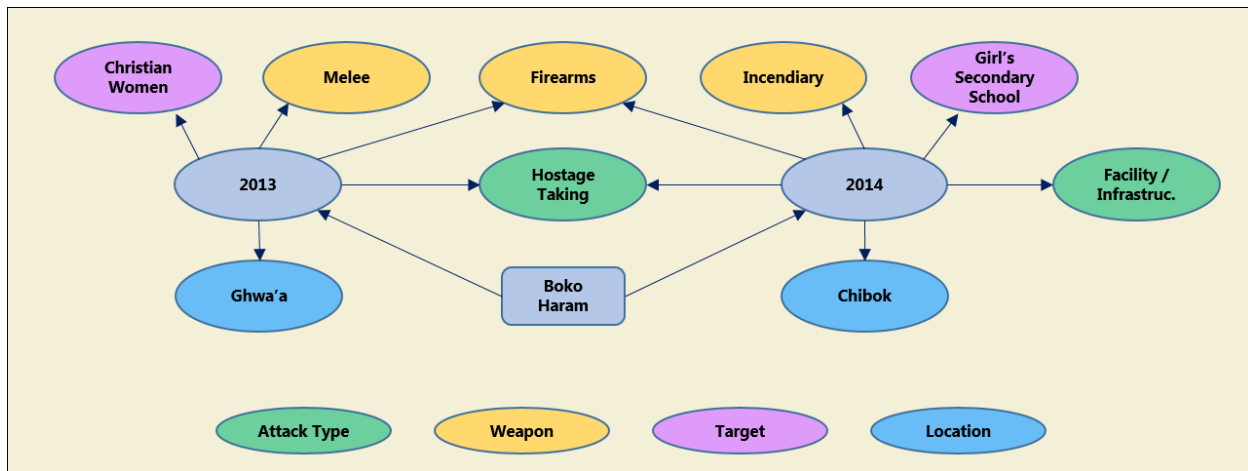 Christian
Women
Melee
Firearms
Incendiary
Girl's
Secondary
School
2013
Hostage
Taking
2014
Facility /
Infrastruc.
Ghwa'a
Boko
Haram
Chibok
Attack Type
Weapon
Target
Location